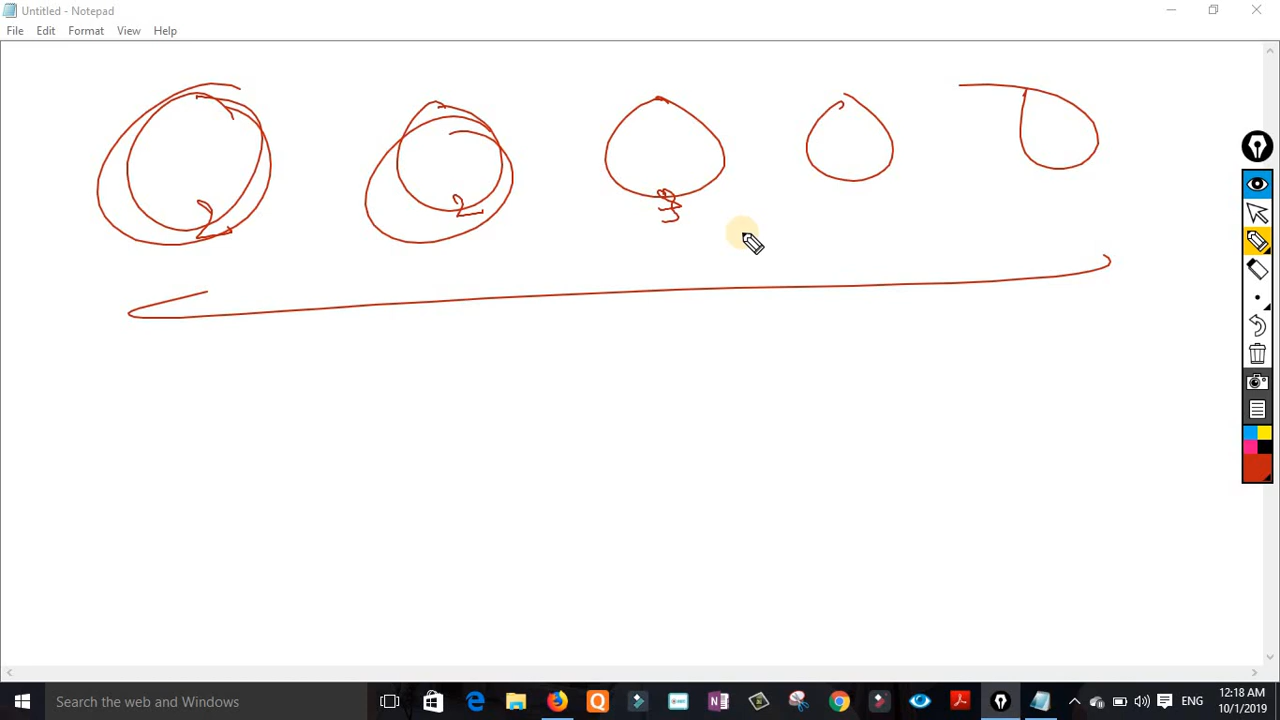 Untitled - Notepad
File Edit Format View Help
2 2 3
Search the web and Windows
ENG
12:18 AM
10/1/2019